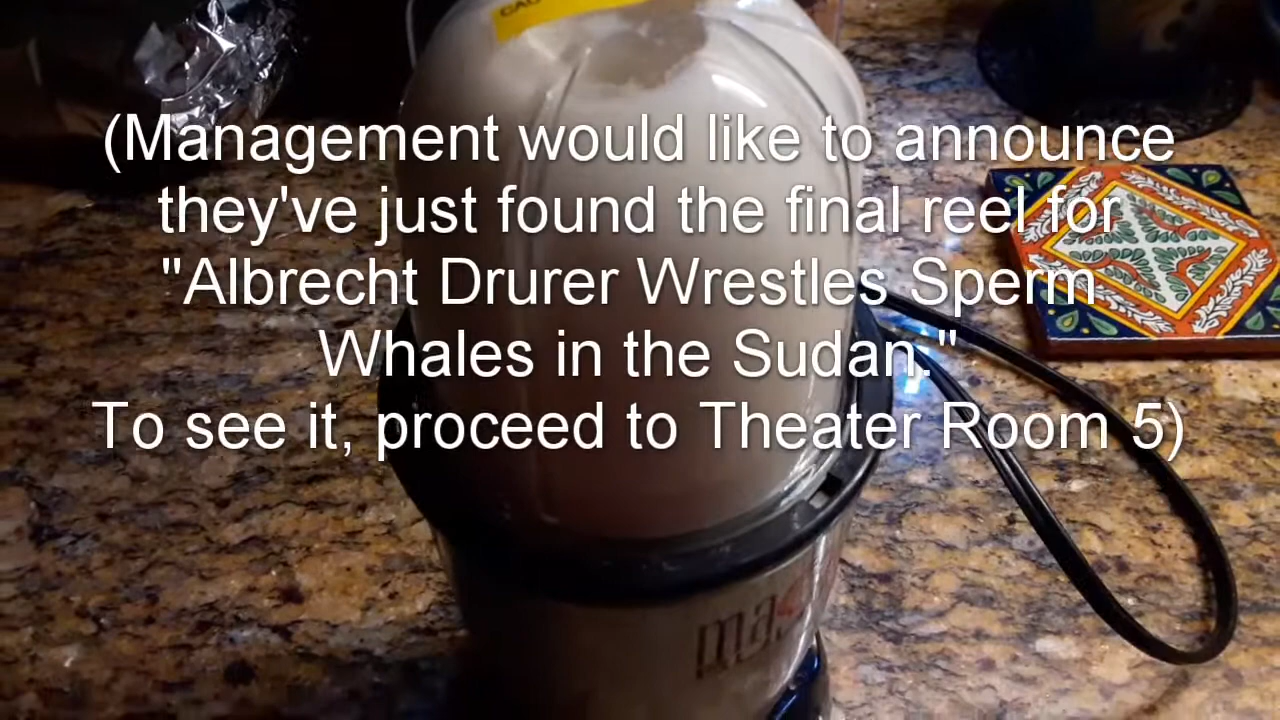 CAU
(Management would like to announce
they've just found the final reel for
"Albrecht Drurer Wrestles Sperm
Whales in the Sudan."
To see it, proceed to Theater Room 5)